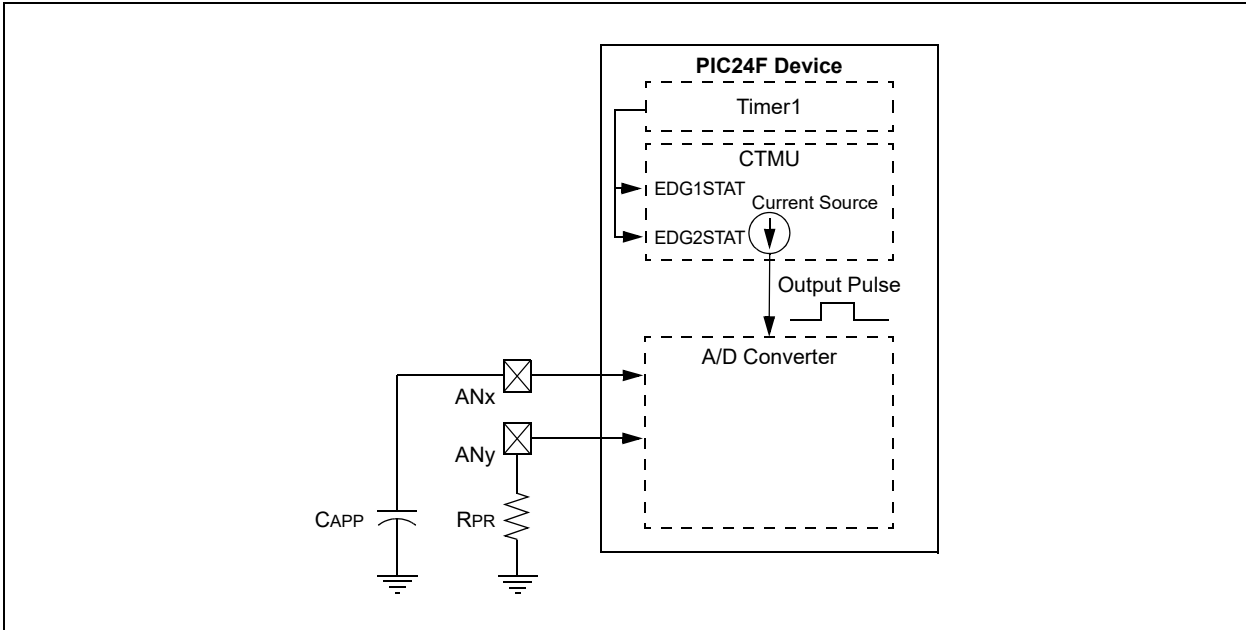 PIC24F Device
Timer1
CTMU
EDG1STAT
Current Source
EDG2STAT
Output Pulse
A/D Converter
ANx
ANy
CAPP
RPR